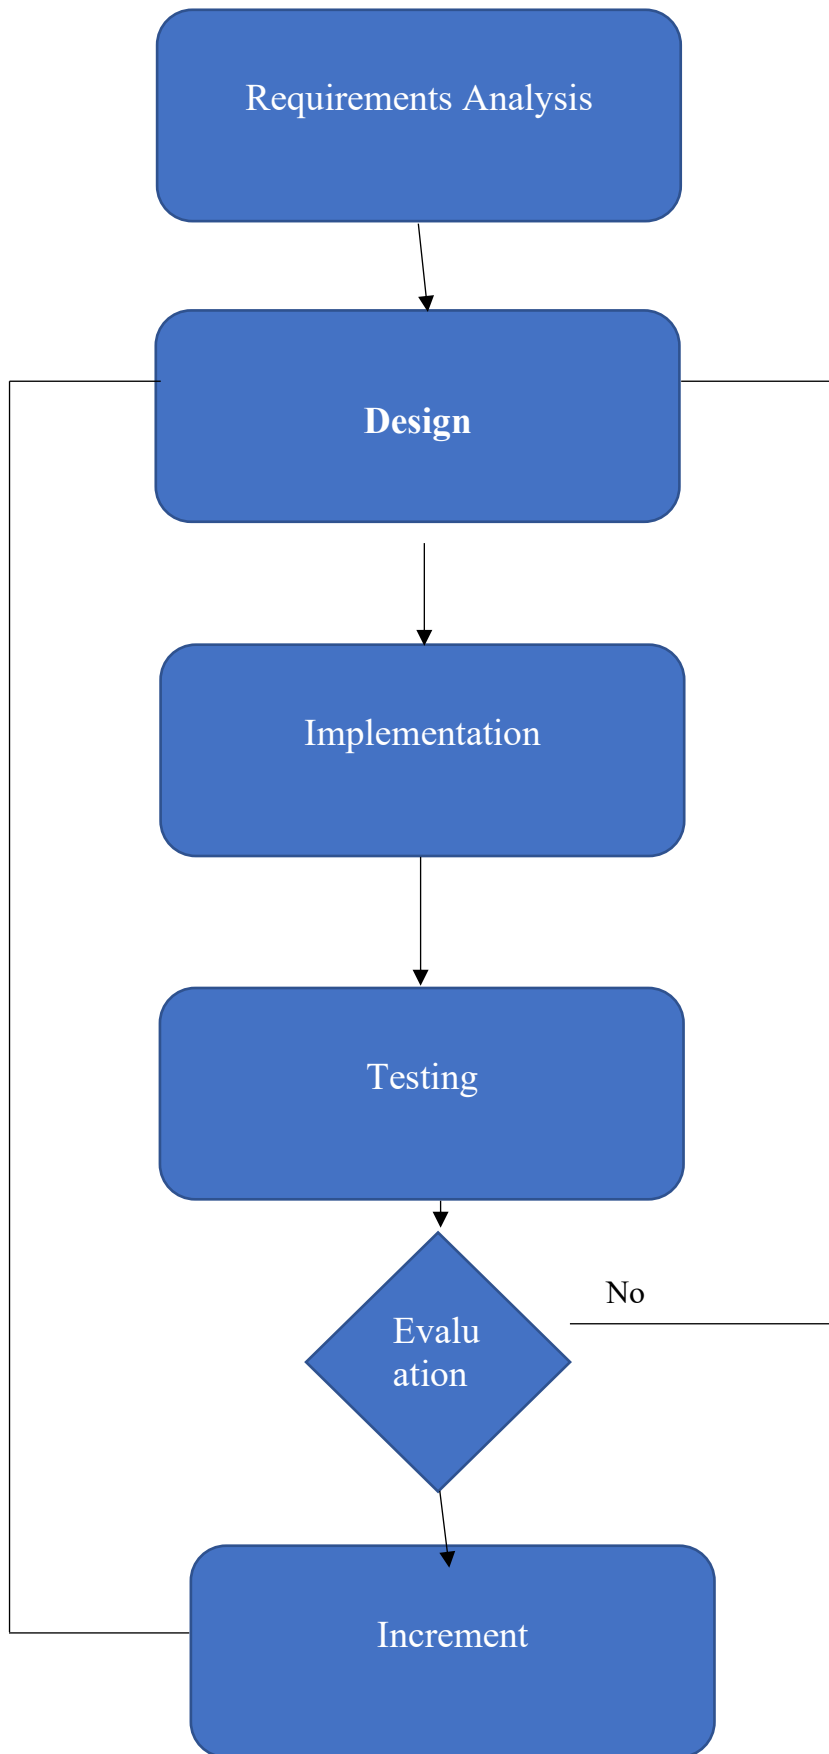 Requirements Analysis
Design
Implementation
Testing
No
Evalu
ation
Increment